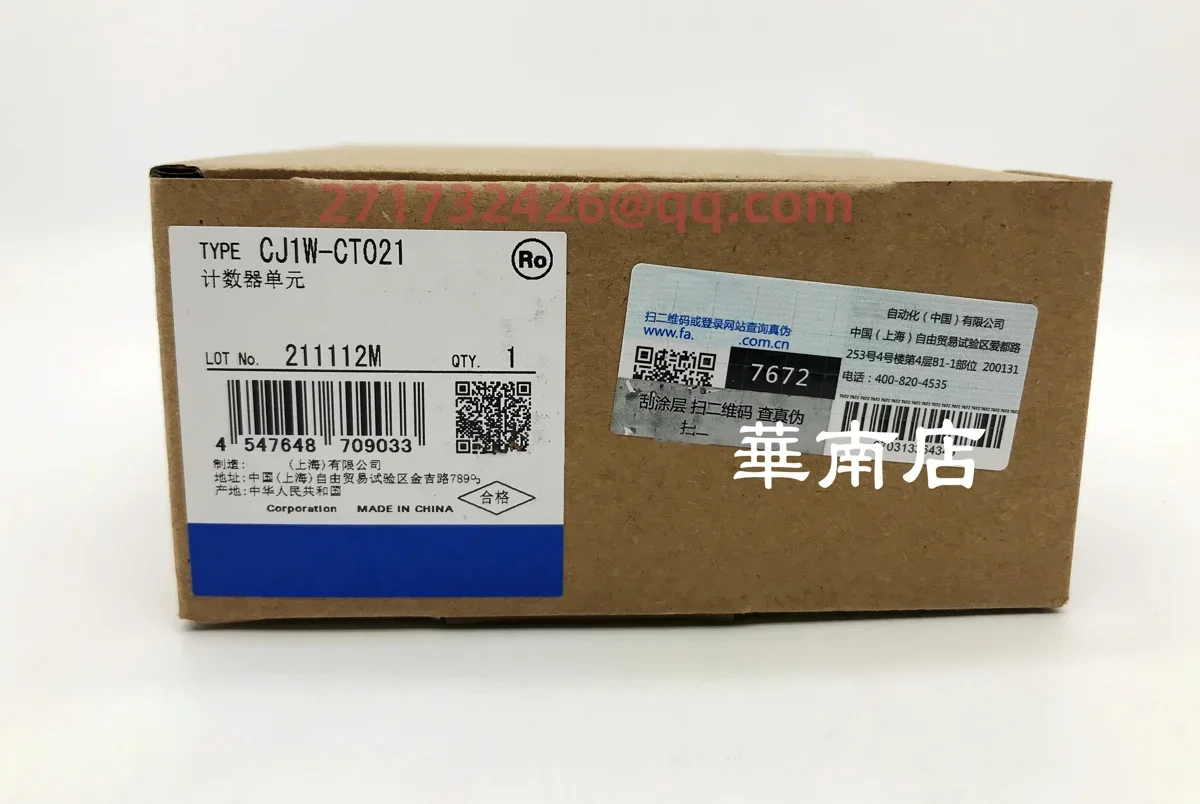 271732426@qq.com
TYPE CJ1W-CT021
Ro
计数器单元
LOT No. 211112M QTY. 1
4 547648 709033
制造: (上海)有限公司
地址: 中国(上海)自由贸易试验区金吉路789号
产地: 中华人民共和国
合格
Corporation MADE IN CHINA
扫二维码或登录网站查询真伪
www.fa. .com.cn
7672
刮涂层 扫二维码 查真伪
扫二
自动化(中国)有限公司
中国(上海)自由贸易试验区爱都路
253号4号楼第4层B1-1部位 200131
电话:400-820-4535
華南店